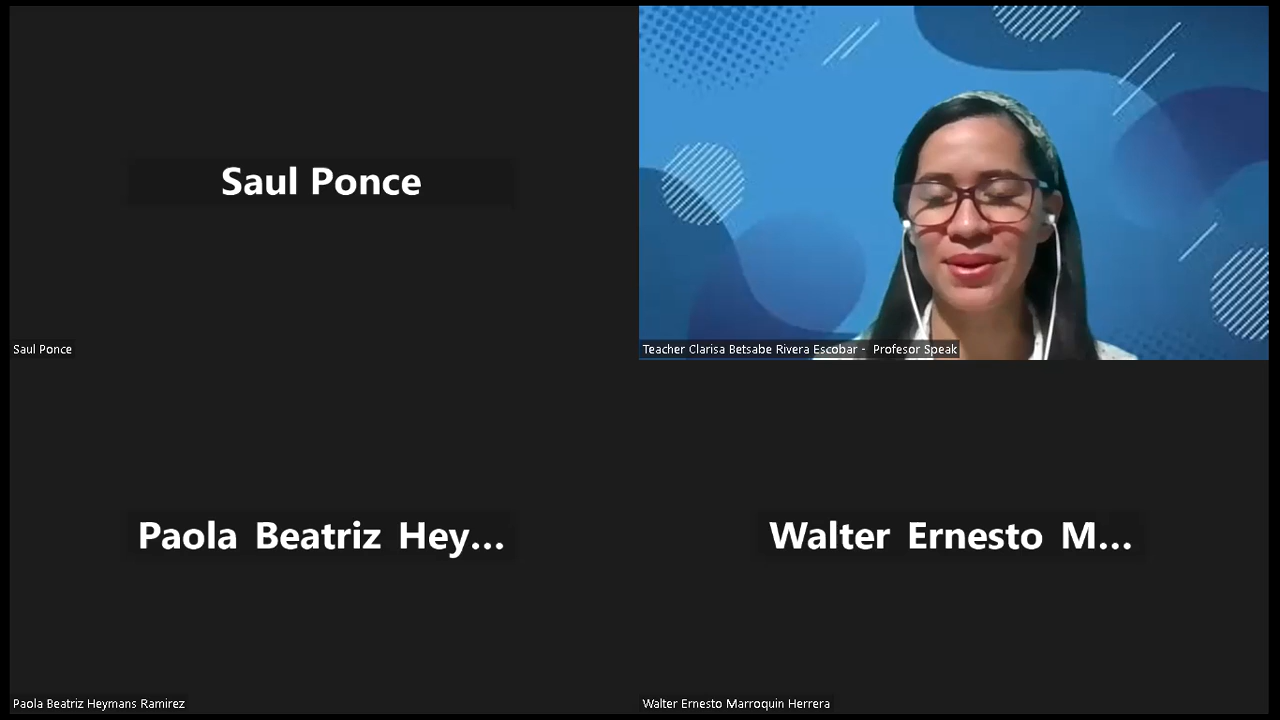 Saul Ponce
Saul Ponce
Teacher Clarisa Betsabe Rivera Escobar - Profesor Speak
Paola Beatriz Hey...
Walter Ernesto M...
Paola Beatriz Heymans Ramirez
Walter Ernesto Marroquin Herrera